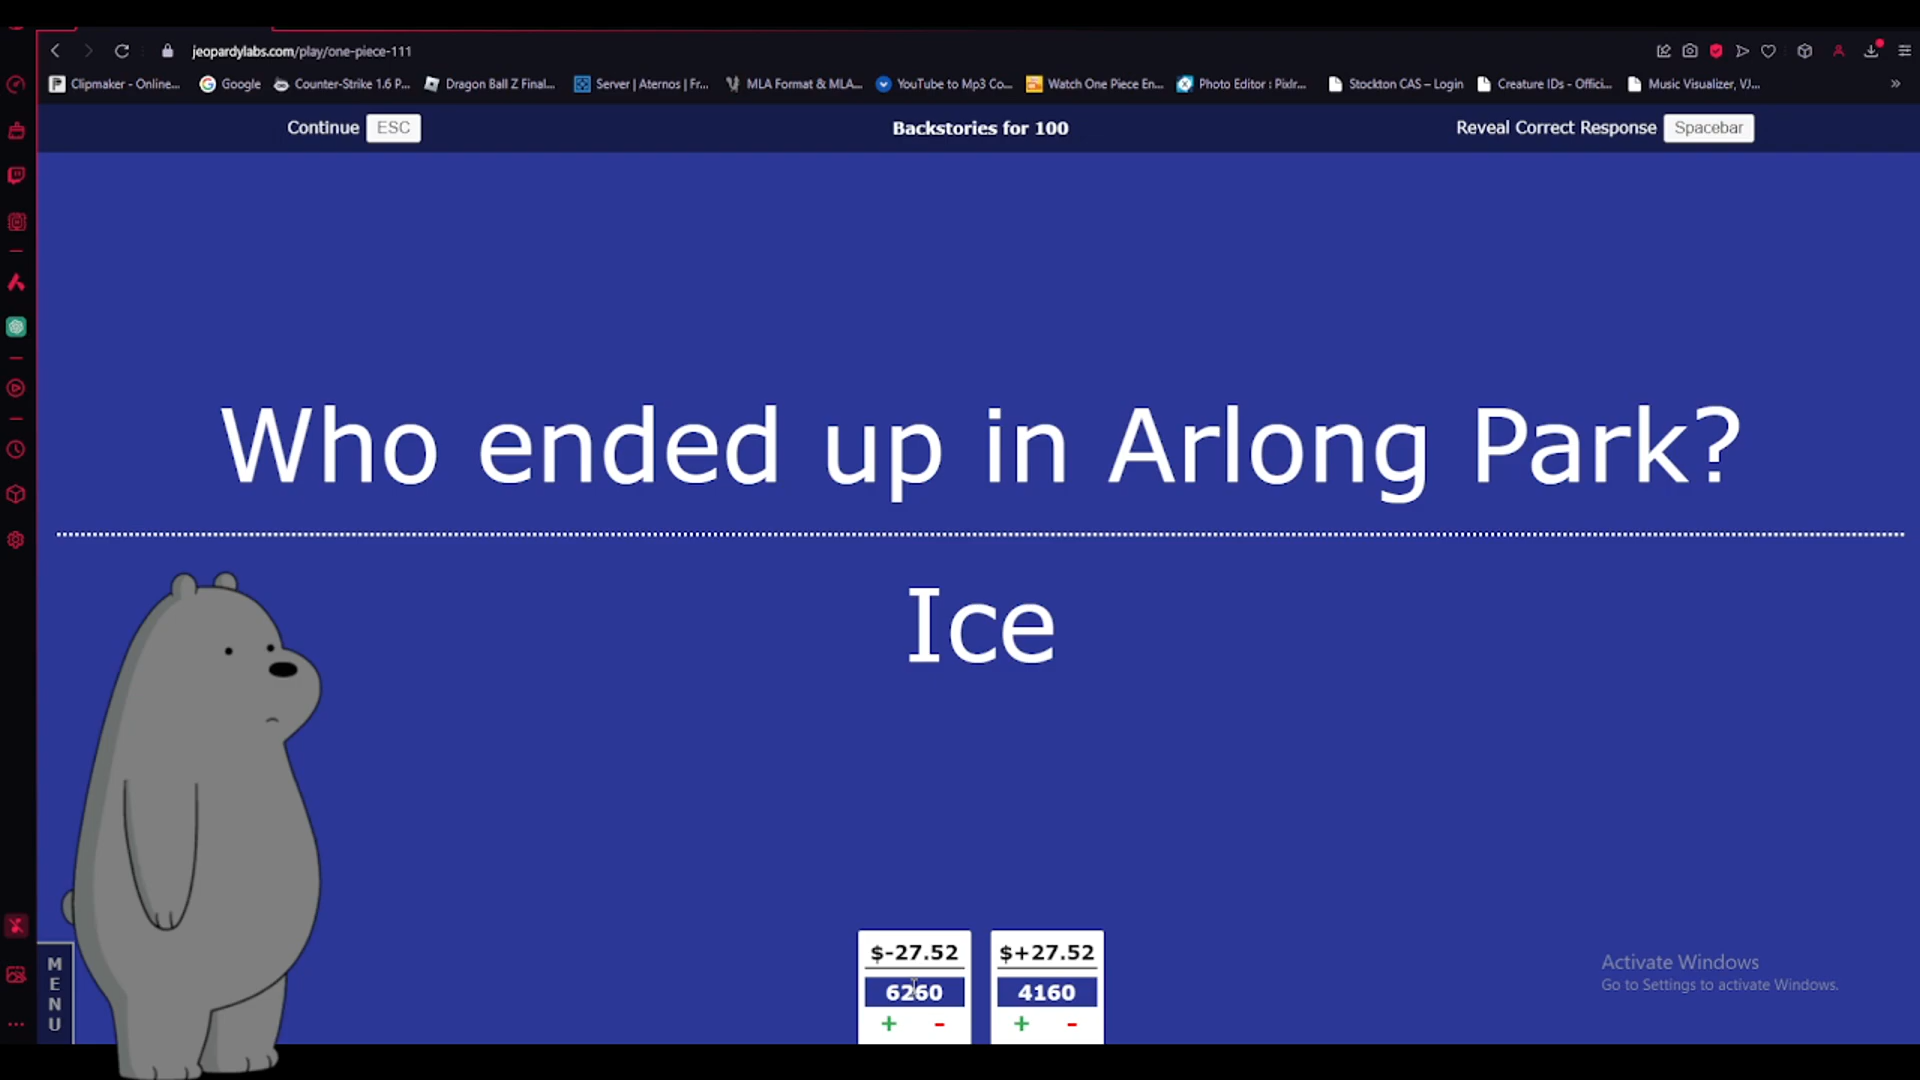 jeopardylabs.com/play/one-piece-111
Clipmaker - Online... Google Counter-Strike 1.6 P... Dragon Ball Z Final... Server | Aternos | Fr... MLA Format & MLA... YouTube to Mp3 Co... Watch One Piece En... Photo Editor : Pixlr... Stockton CAS – Login Creature IDs - Offici... Music Visualizer, VJ... »
Continue ESC Backstories for 100 Reveal Correct Response Spacebar
Who ended up in Arlong Park?
Ice
$-27.52 $+27.52
6260 4160
+ - + -
MENU
Activate Windows
Go to Settings to activate Windows.